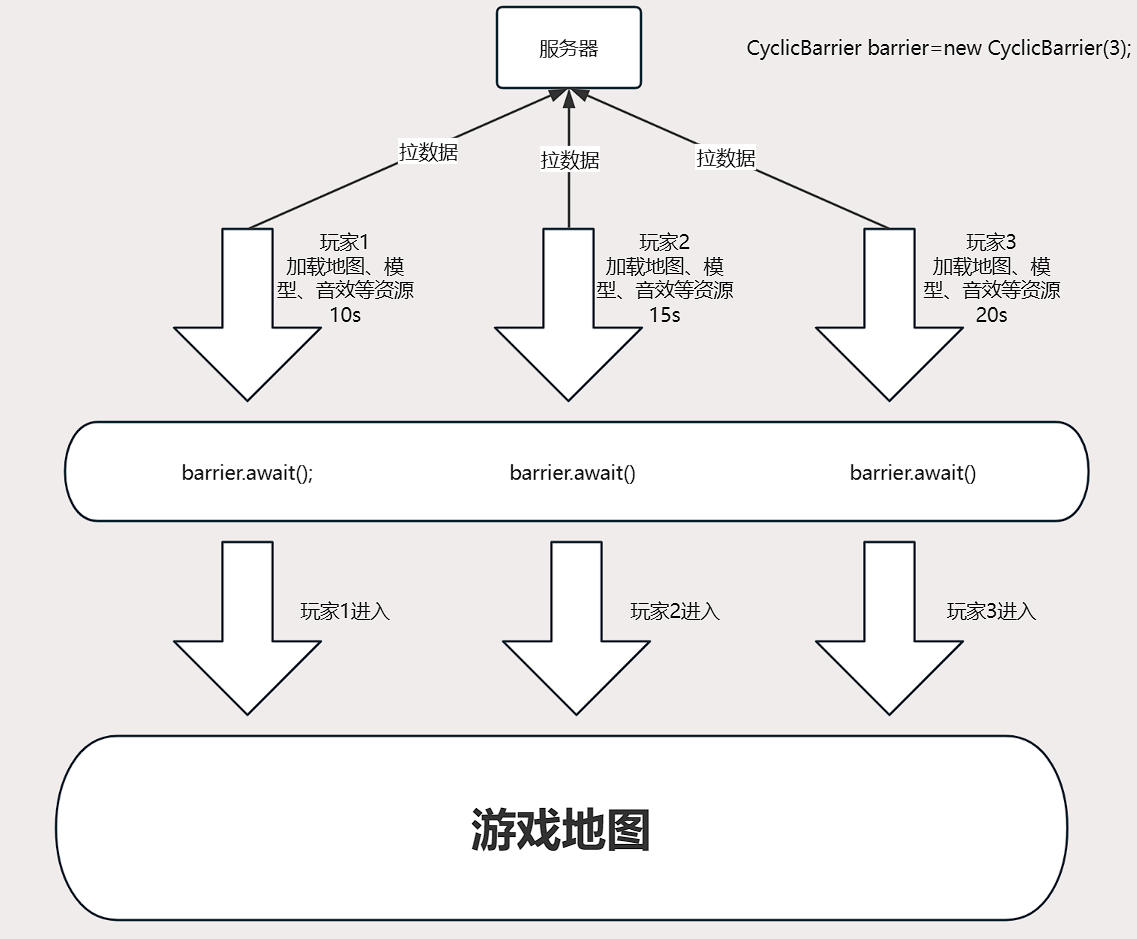 服务器
CyclicBarrier barrier=new CyclicBarrier(3);
拉数据
拉数据
拉数据
玩家1
加载地图、模
型、音效等资源
10s
玩家2
加载地图、模
型、音效等资源
15s
玩家3
加载地图、模
型、音效等资源
20s
barrier.await();
barrier.await()
barrier.await()
玩家1进入
玩家2进入
玩家3进入
游戏地图